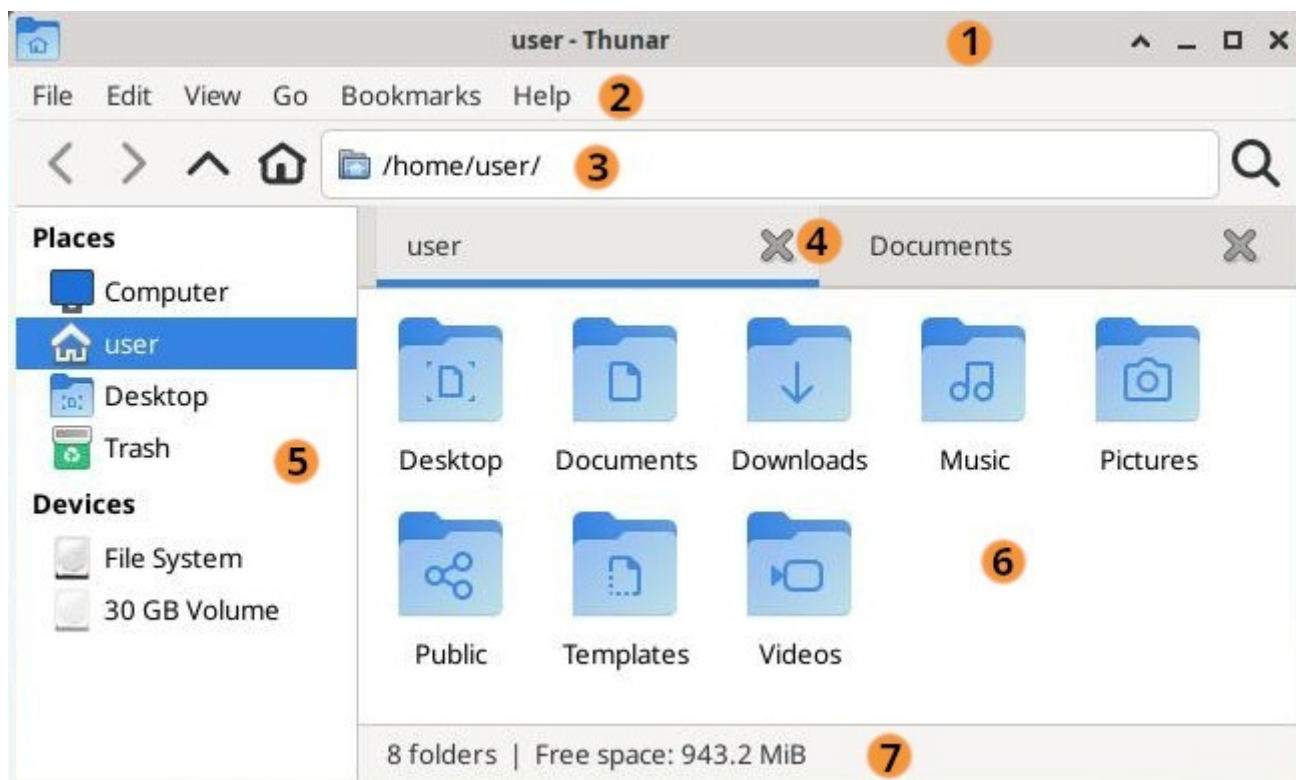 user - Thunar 1
File Edit View Go Bookmarks Help 2
/home/user/ 3
Places
Computer
user
Desktop
Trash
5
Devices
File System
30 GB Volume
user 4 Documents
Desktop Documents Downloads Music Pictures
6
Public Templates Videos
8 folders | Free space: 943.2 MiB 7